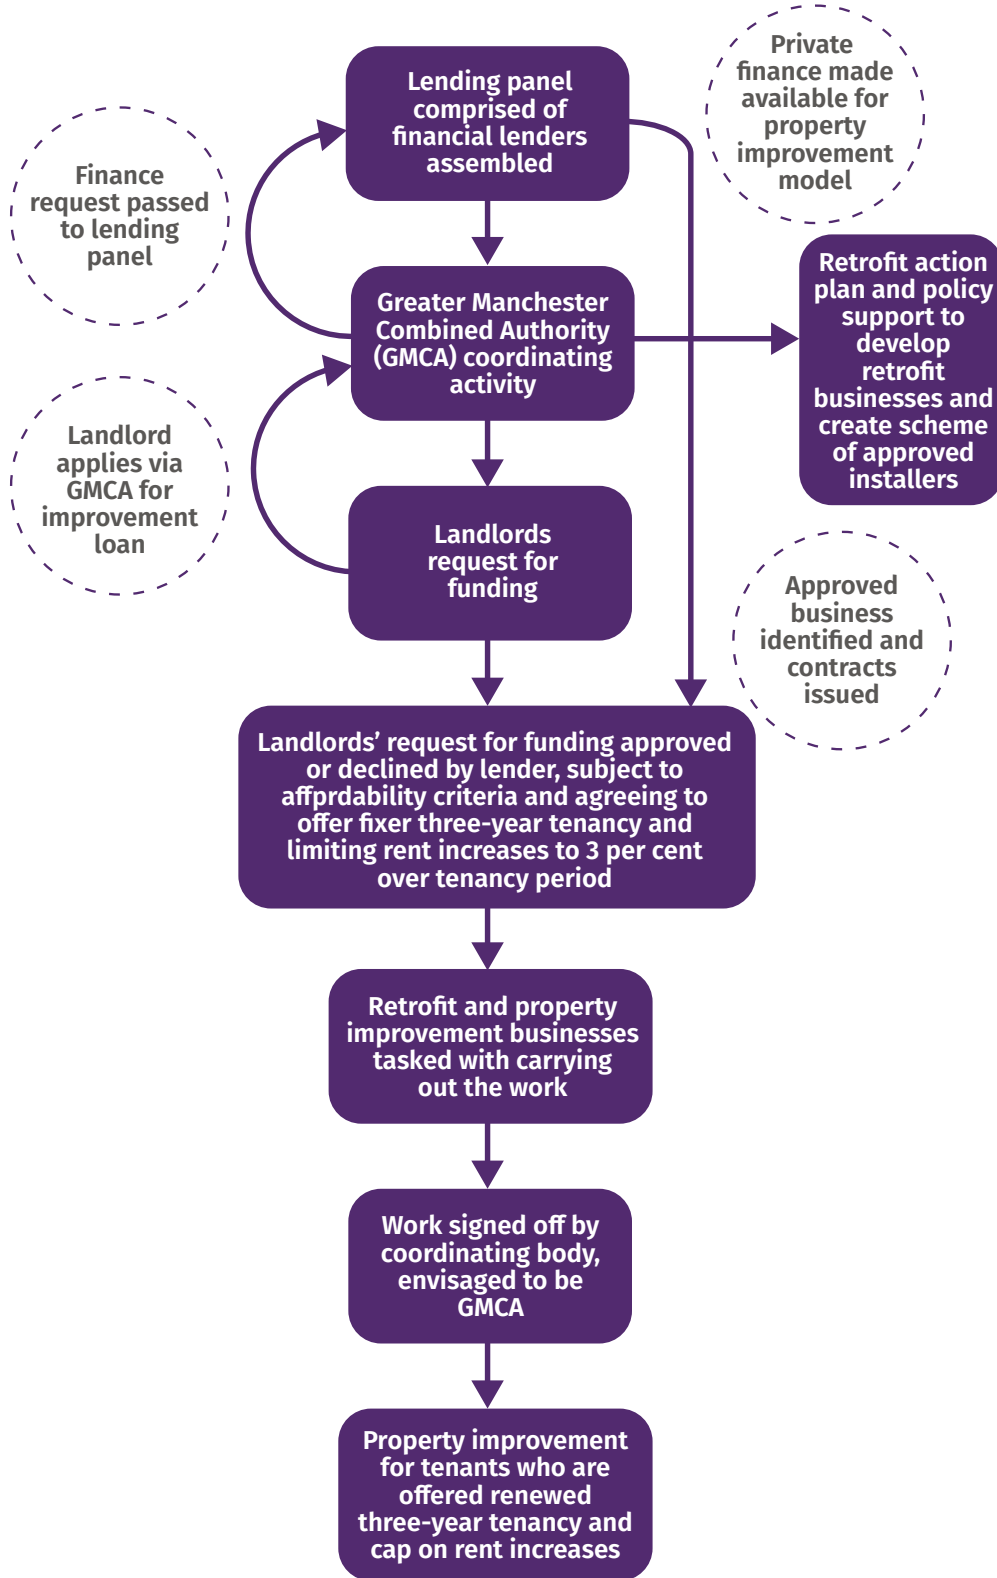 Private
finance made
available for
property
improvement
model
Lending panel
comprised of
financial lenders
assembled
Finance
request passed
to lending
panel
Greater Manchester
Combined Authority
(GMCA) coordinating
activity
Retrofit action
plan and policy
support to
develop
retrofit
businesses and
create scheme
of approved
installers
Landlord
applies via
GMCA for
improvement
loan
Landlords
request for
funding
Approved
business
identified and
contracts
issued
Landlords’ request for funding approved
or declined by lender, subject to
affprdability criteria and agreeing to
offer fixer three-year tenancy and
limiting rent increases to 3 per cent
over tenancy period
Retrofit and property
improvement businesses
tasked with carrying
out the work
Work signed off by
coordinating body,
envisaged to be
GMCA
Property improvement
for tenants who are
offered renewed
three-year tenancy and
cap on rent increases